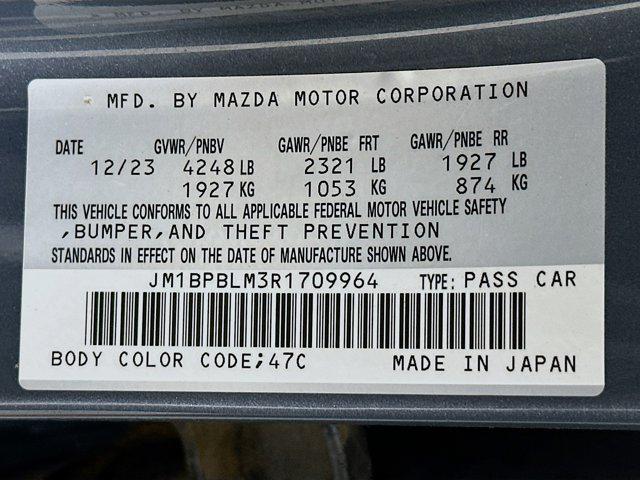 MFD. BY MAZDA MOTOR CORPORATION
DATE GVWR/PNBV GAWR/PNBE FRT GAWR/PNBE RR
12/23 4248 LB 2321 LB 1927 LB
1927 KG 1053 KG 874 KG
THIS VEHICLE CONFORMS TO ALL APPLICABLE FEDERAL MOTOR VEHICLE SAFETY
,BUMPER,AND THEFT PREVENTION
STANDARDS IN EFFECT ON THE DATE OF MANUFACTURE SHOWN ABOVE.
JM1BPBLM3R1709964 TYPE: PASS CAR
BODY COLOR CODE;47C MADE IN JAPAN